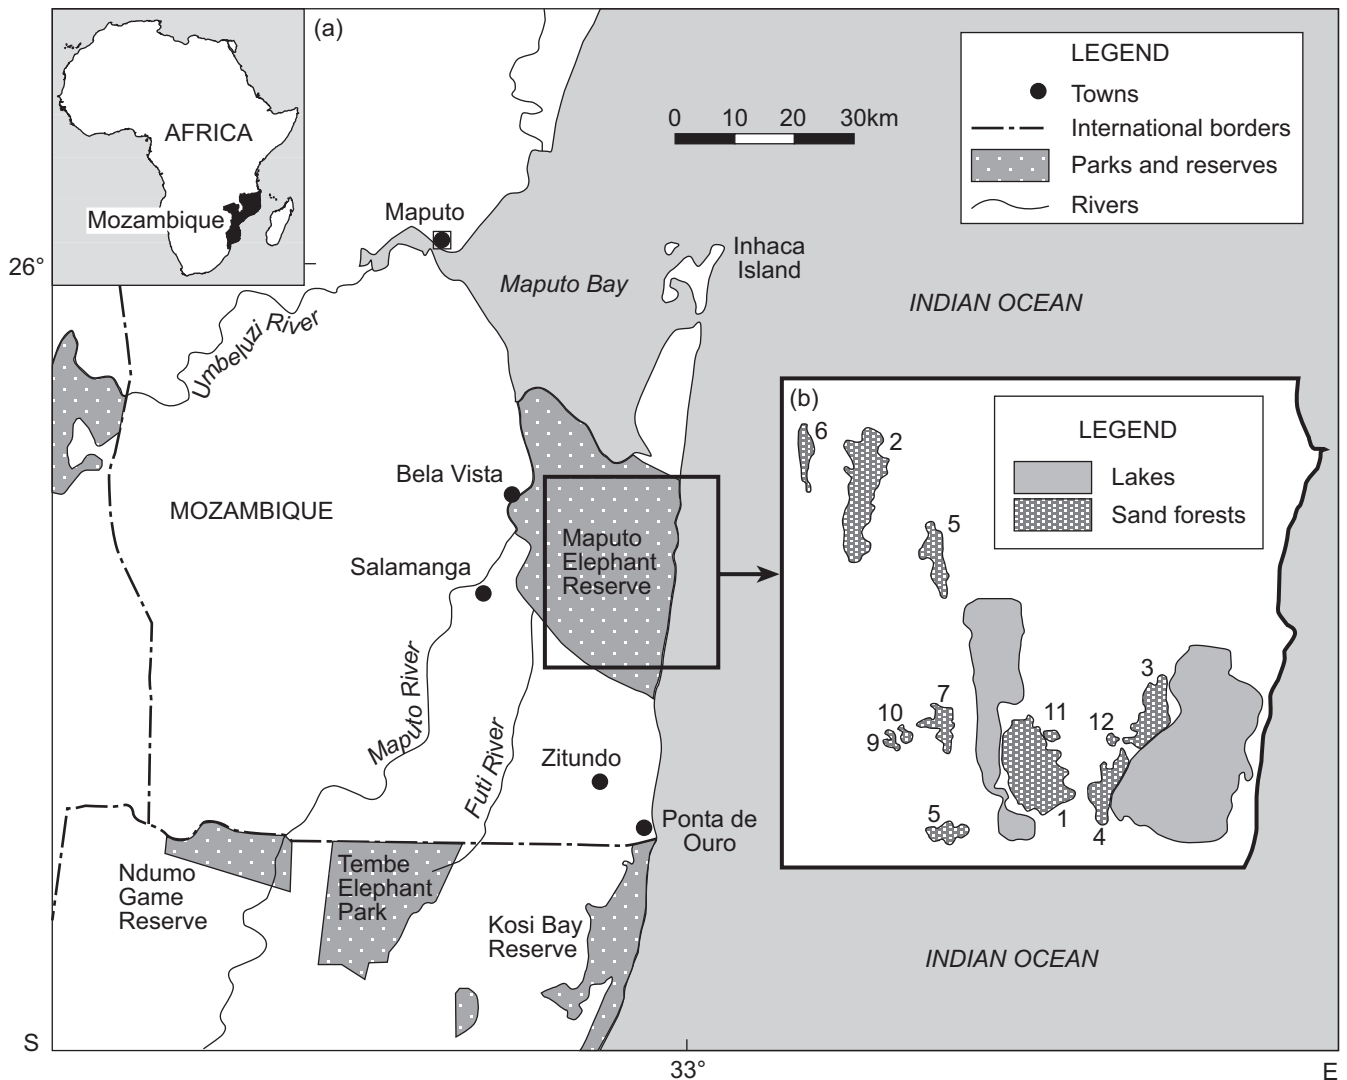 (a)
AFRICA
Mozambique
LEGEND
Towns
International borders
Parks and reserves
Rivers
0 10 20 30km
Maputo
Inhaca
Island
26°
Maputo Bay
INDIAN OCEAN
Umbeluzi River
(b)
LEGEND
Lakes
Sand forests
6
2
5
3
7
10
11
12
9
5
1
4
Bela Vista
MOZAMBIQUE
Maputo
Elephant
Reserve
Salamanga
Maputo River
Futi River
Zitundo
Ponta de
Ouro
Ndumo
Game
Reserve
Tembe
Elephant
Park
Kosi Bay
Reserve
INDIAN OCEAN
S
33°
E